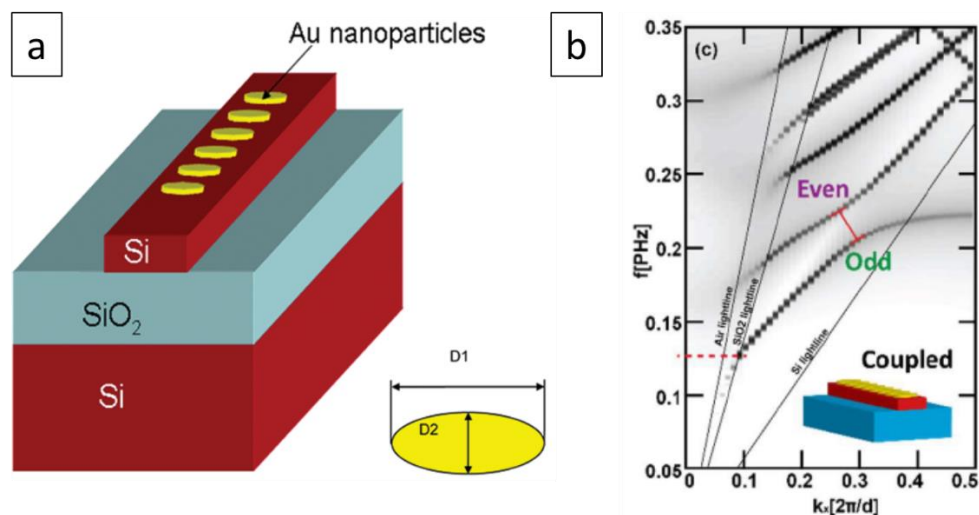 a
Au nanoparticles
Si
SiO₂
Si
D1
D2
b
(c)
0.35
0.3
0.25
0.2
0.15
0.1
0.05
f[PHz]
Even
Odd
Air lightline
SiO2 lightline
Si lightline
Coupled
0 0.1 0.2 0.3 0.4 0.5
kₓ[2π/d]